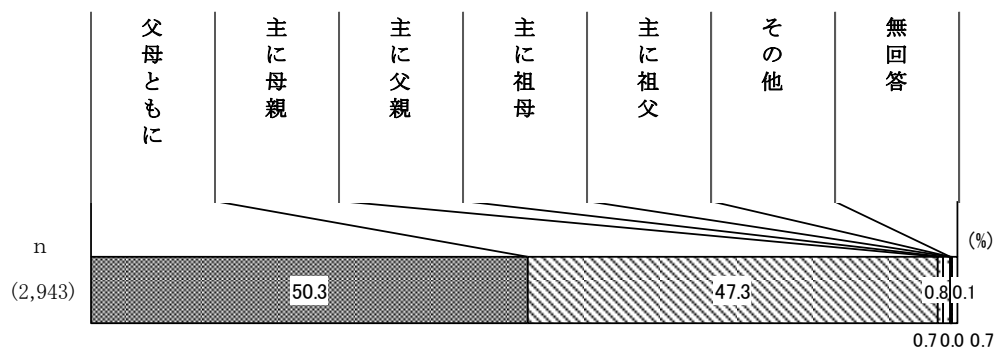 父母ともに
主に母親
主に父親
主に祖母
主に祖父
その他
無回答
(%)
n
(2,943)
50.3
47.3
0.8
0.1
0.7
0.0
0.7